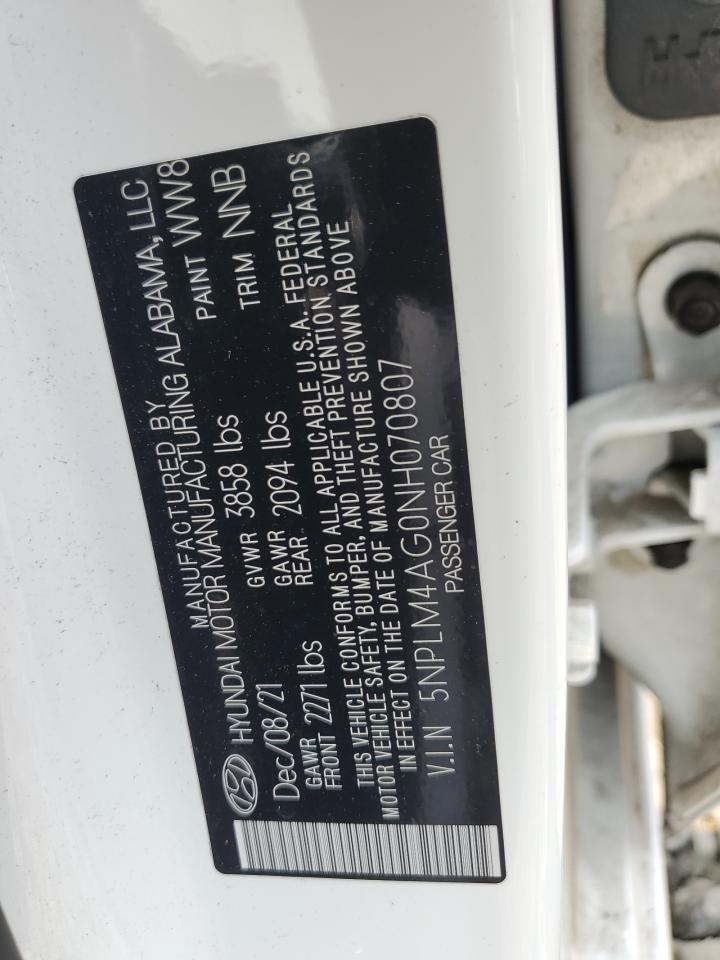 MANUFACTURED BY
HYUNDAI MOTOR MANUFACTURING ALABAMA, LLC
Dec/08/21 GVWR 3858 lbs PAINT WW8
GAWR FRONT 2271 lbs GAWR REAR 2094 lbs TRIM NNB
THIS VEHICLE CONFORMS TO ALL APPLICABLE U.S.A. FEDERAL
MOTOR VEHICLE SAFETY, BUMPER, AND THEFT PREVENTION STANDARDS
IN EFFECT ON THE DATE OF MANUFACTURE SHOWN ABOVE
V.I.N 5NPLM4AG0NH070807
PASSENGER CAR